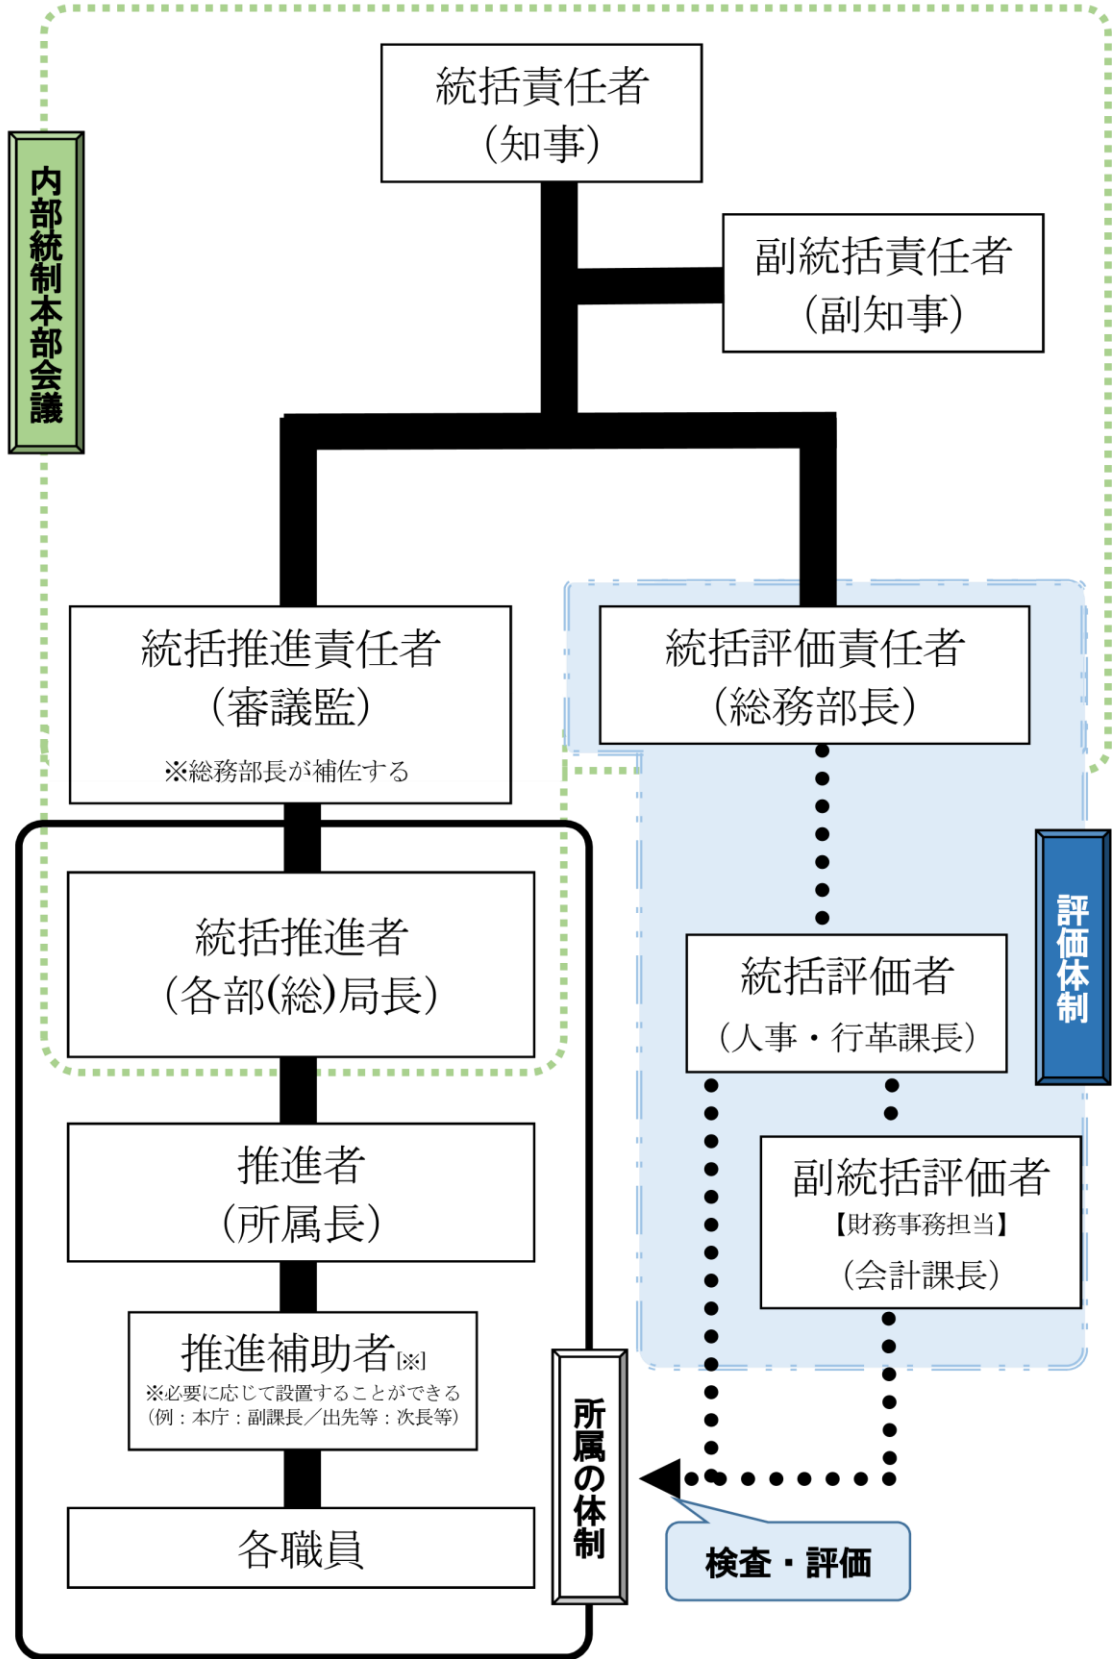 統括責任者
（知事）
副統括責任者
（副知事）
内部統制本部会議
統括推進責任者
（審議監）
※総務部長が補佐する
統括評価責任者
（総務部長）
統括推進者
（各部(総)局長）
統括評価者
（人事・行革課長）
評価体制
推進者
（所属長）
副統括評価者
【財務事務担当】
（会計課長）
推進補助者[※]
※必要に応じて設置することができる
（例：本庁：副課長／出先等：次長等）
所属の体制
各職員
検査・評価